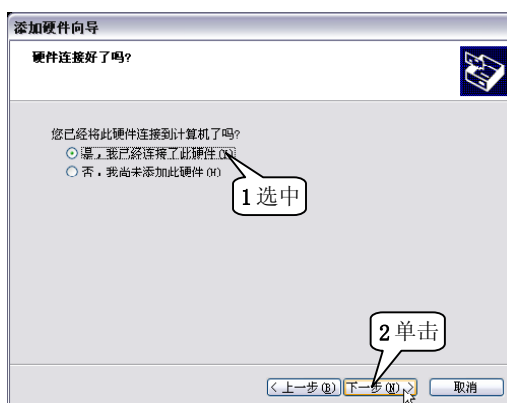 添加硬件向导
硬件连接好了吗?
您已经将此硬件连接到计算机了吗?
是，我已经连接了此硬件(Y)
否，我尚未添加此硬件(N)
1选中
2单击
<上一步(B) 下一步(N)> 取消